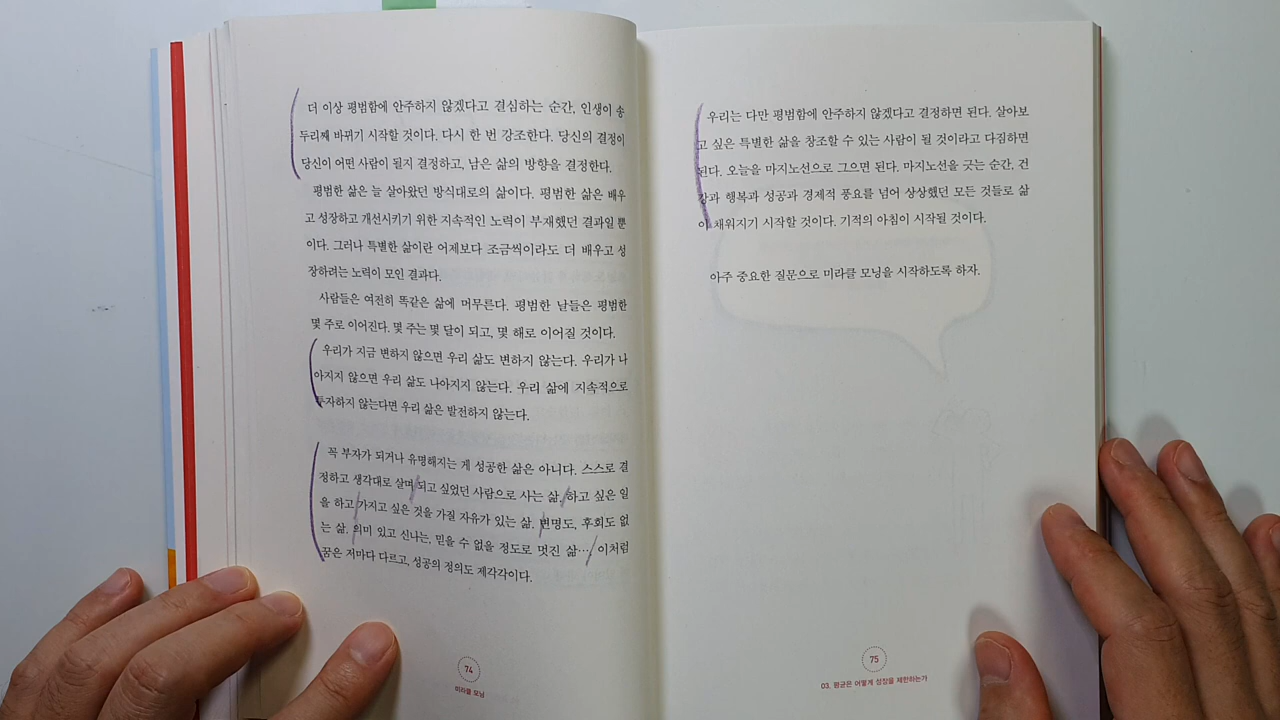 더 이상 평범함에 안주하지 않겠다고 결심하는 순간, 인생이 송
두리째 바뀌기 시작할 것이다. 다시 한 번 강조한다. 당신의 결정이
당신이 어떤 사람이 될지 결정하고, 남은 삶의 방향을 결정한다.
평범한 삶은 늘 살아왔던 방식대로의 삶이다. 평범한 삶은 배우
고 성장하고 개선시키기 위한 지속적인 노력이 부재했던 결과일 뿐
이다. 그러나 특별한 삶이란 어제보다 조금씩이라도 더 배우고 성
장하려는 노력이 모인 결과다.
사람들은 여전히 똑같은 삶에 머무른다. 평범한 날들은 평범한
몇 주로 이어진다. 몇 주는 몇 달이 되고, 몇 해로 이어질 것이다.
우리가 지금 변하지 않으면 우리 삶도 변하지 않는다. 우리가 나
아지지 않으면 우리 삶도 나아지지 않는다. 우리 삶에 지속적으로
투자하지 않는다면 우리 삶은 발전하지 않는다.
꼭 부자가 되거나 유명해지는 게 성공한 삶은 아니다. 스스로 결
정하고 생각대로 살며 되고 싶었던 사람으로 사는 삶. 하고 싶은 일
을 하고 가지고 싶은 것을 가질 자유가 있는 삶. 변명도, 후회도 없
는 삶. 의미 있고 신나는, 믿을 수 없을 정도로 멋진 삶… 이처럼
꿈은 저마다 다르고, 성공의 정의도 제각각이다.
74
미라클 모닝
우리는 다만 평범함에 안주하지 않겠다고 결정하면 된다. 살아보
고 싶은 특별한 삶을 창조할 수 있는 사람이 될 것이라고 다짐하면
된다. 오늘을 마지노선으로 그으면 된다. 마지노선을 긋는 순간, 건
강과 행복과 성공과 경제적 풍요를 넘어 상상했던 모든 것들로 삶
이 채워지기 시작할 것이다. 기적의 아침이 시작될 것이다.
아주 중요한 질문으로 미라클 모닝을 시작하도록 하자.
75
03. 평균은 어떻게 성장을 제한하는가